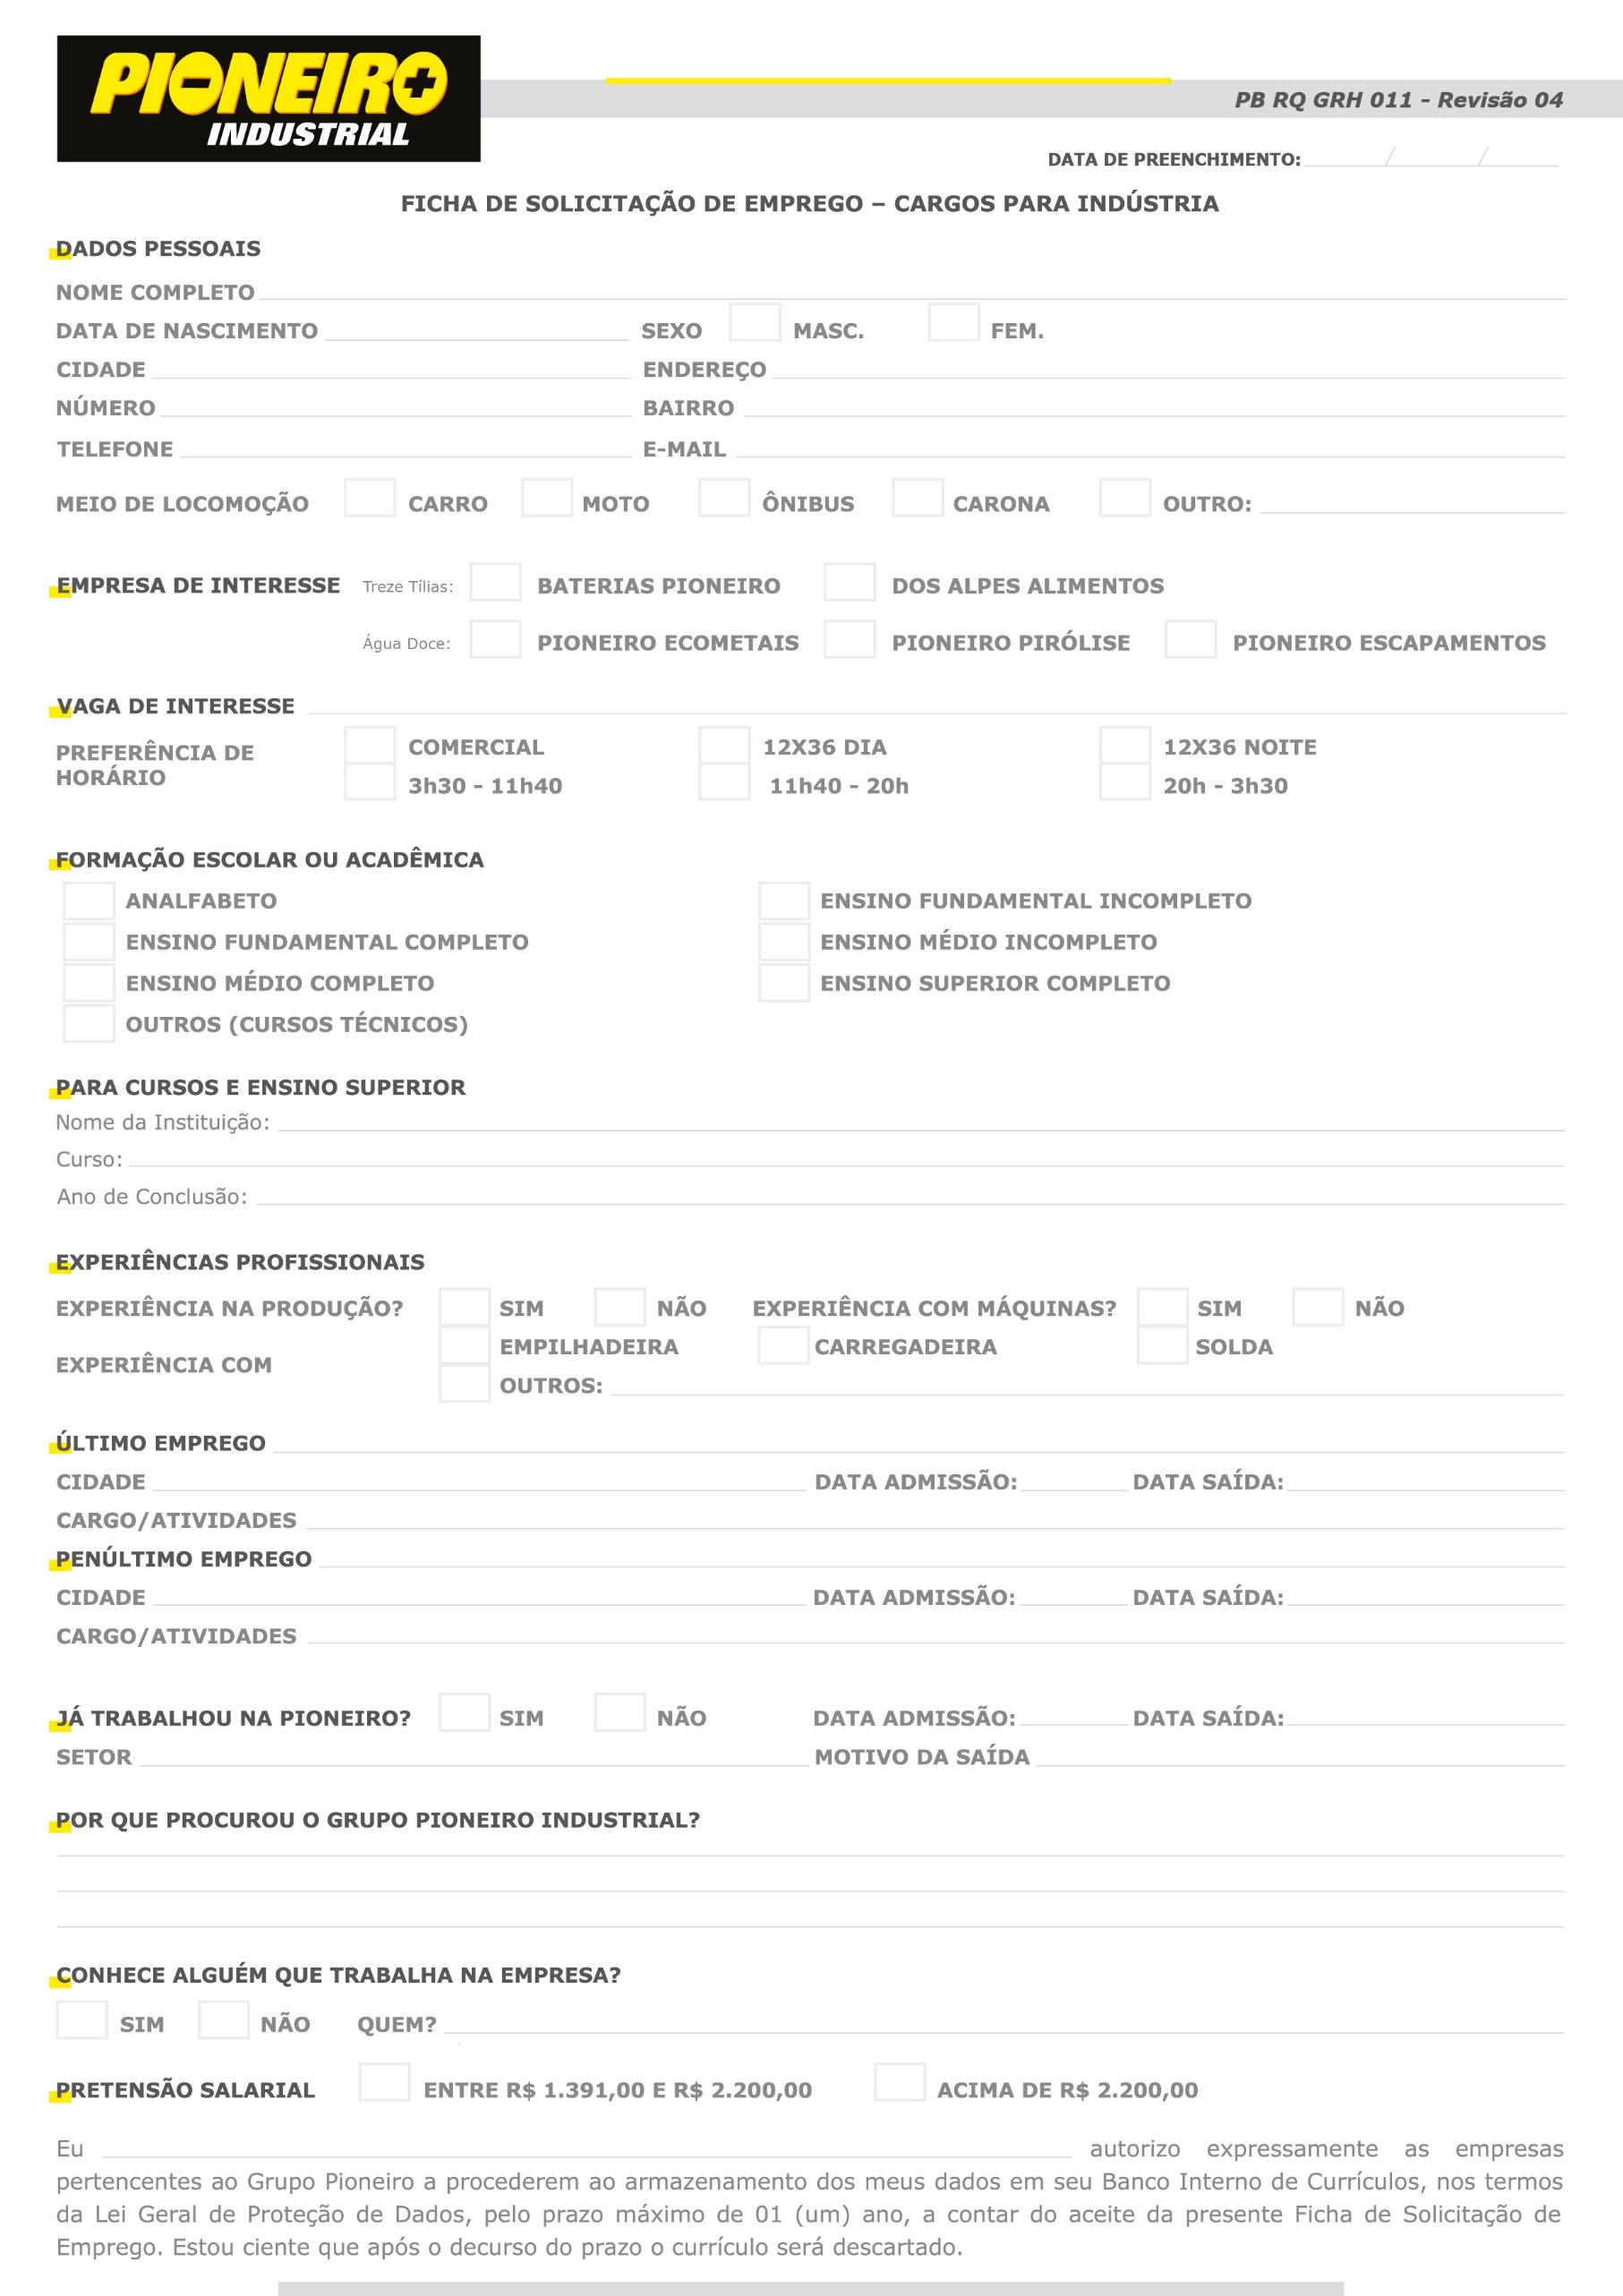 PIONEIRO
INDUSTRIAL
PB RQ GRH 011 - Revisão 04
DATA DE PREENCHIMENTO: / /
FICHA DE SOLICITAÇÃO DE EMPREGO – CARGOS PARA INDÚSTRIA
DADOS PESSOAIS
NOME COMPLETO
DATA DE NASCIMENTO SEXO MASC. FEM.
CIDADE ENDEREÇO
NÚMERO BAIRRO
TELEFONE E-MAIL
MEIO DE LOCOMOÇÃO CARRO MOTO ÔNIBUS CARONA OUTRO:
EMPRESA DE INTERESSE Treze Tílias: BATERIAS PIONEIRO DOS ALPES ALIMENTOS
Água Doce: PIONEIRO ECOMETAIS PIONEIRO PIRÓLISE PIONEIRO ESCAPAMENTOS
VAGA DE INTERESSE
PREFERÊNCIA DE HORÁRIO COMERCIAL 12X36 DIA 12X36 NOITE
3h30 - 11h40 11h40 - 20h 20h - 3h30
FORMAÇÃO ESCOLAR OU ACADÊMICA
ANALFABETO ENSINO FUNDAMENTAL INCOMPLETO
ENSINO FUNDAMENTAL COMPLETO ENSINO MÉDIO INCOMPLETO
ENSINO MÉDIO COMPLETO ENSINO SUPERIOR COMPLETO
OUTROS (CURSOS TÉCNICOS)
PARA CURSOS E ENSINO SUPERIOR
Nome da Instituição:
Curso:
Ano de Conclusão:
EXPERIÊNCIAS PROFISSIONAIS
EXPERIÊNCIA NA PRODUÇÃO? SIM NÃO EXPERIÊNCIA COM MÁQUINAS? SIM NÃO
EXPERIÊNCIA COM EMPILHADEIRA CARREGADEIRA SOLDA
OUTROS:
ÚLTIMO EMPREGO
CIDADE DATA ADMISSÃO: DATA SAÍDA:
CARGO/ATIVIDADES
PENÚLTIMO EMPREGO
CIDADE DATA ADMISSÃO: DATA SAÍDA:
CARGO/ATIVIDADES
JÁ TRABALHOU NA PIONEIRO? SIM NÃO DATA ADMISSÃO: DATA SAÍDA:
SETOR MOTIVO DA SAÍDA
POR QUE PROCUROU O GRUPO PIONEIRO INDUSTRIAL?
CONHECE ALGUÉM QUE TRABALHA NA EMPRESA?
SIM NÃO QUEM?
PRETENSÃO SALARIAL ENTRE R$ 1.391,00 E R$ 2.200,00 ACIMA DE R$ 2.200,00
Eu autorizo expressamente as empresas
pertencentes ao Grupo Pioneiro a procederem ao armazenamento dos meus dados em seu Banco Interno de Currículos, nos termos
da Lei Geral de Proteção de Dados, pelo prazo máximo de 01 (um) ano, a contar do aceite da presente Ficha de Solicitação de
Emprego. Estou ciente que após o decurso do prazo o currículo será descartado.